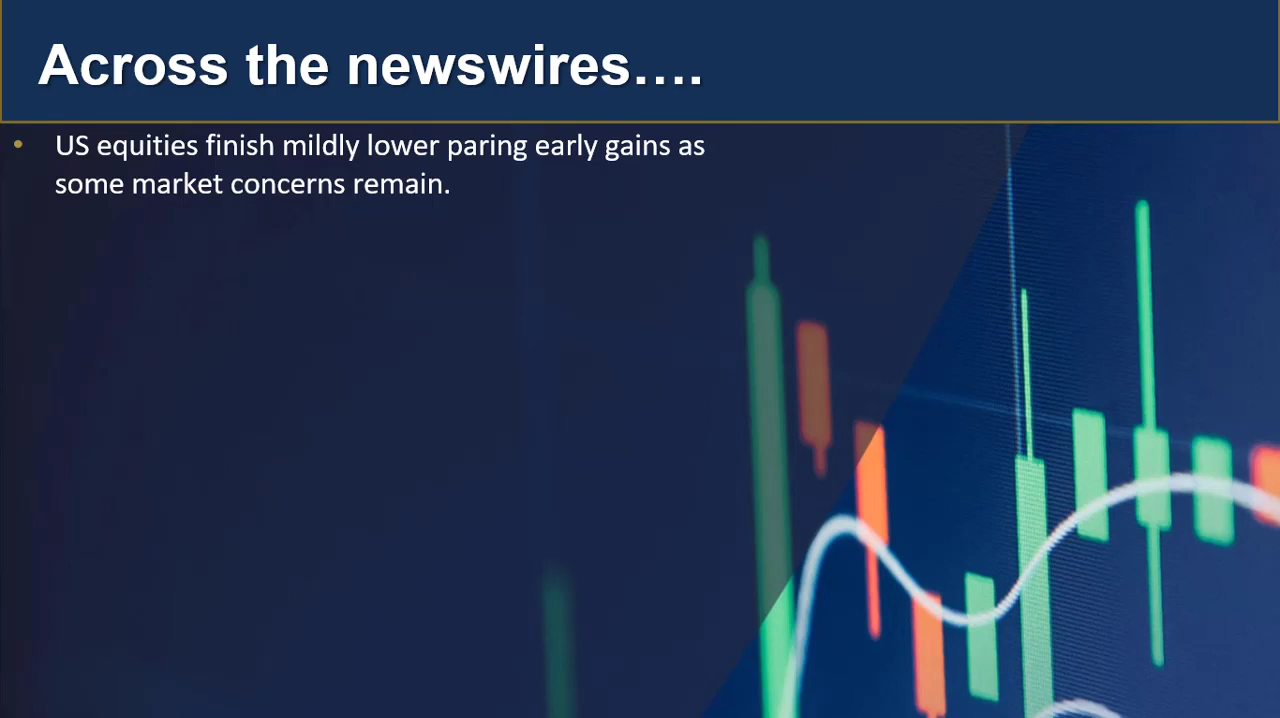 Across the newswires….
• US equities finish mildly lower paring early gains as
some market concerns remain.